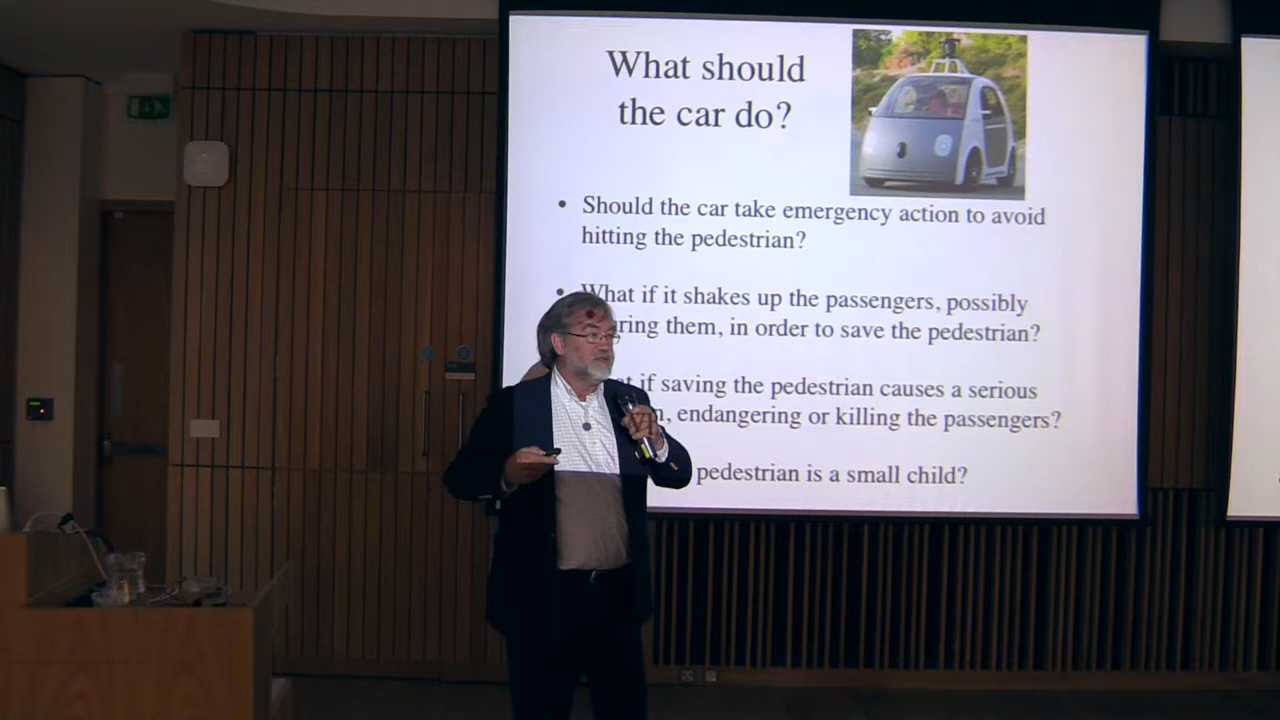 What should
the car do?
• Should the car take emergency action to avoid
hitting the pedestrian?
• What if it shakes up the passengers, possibly
them, in order to save the pedestrian?
if saving the pedestrian causes a serious
endangering or killing the passengers?
pedestrian is a small child?